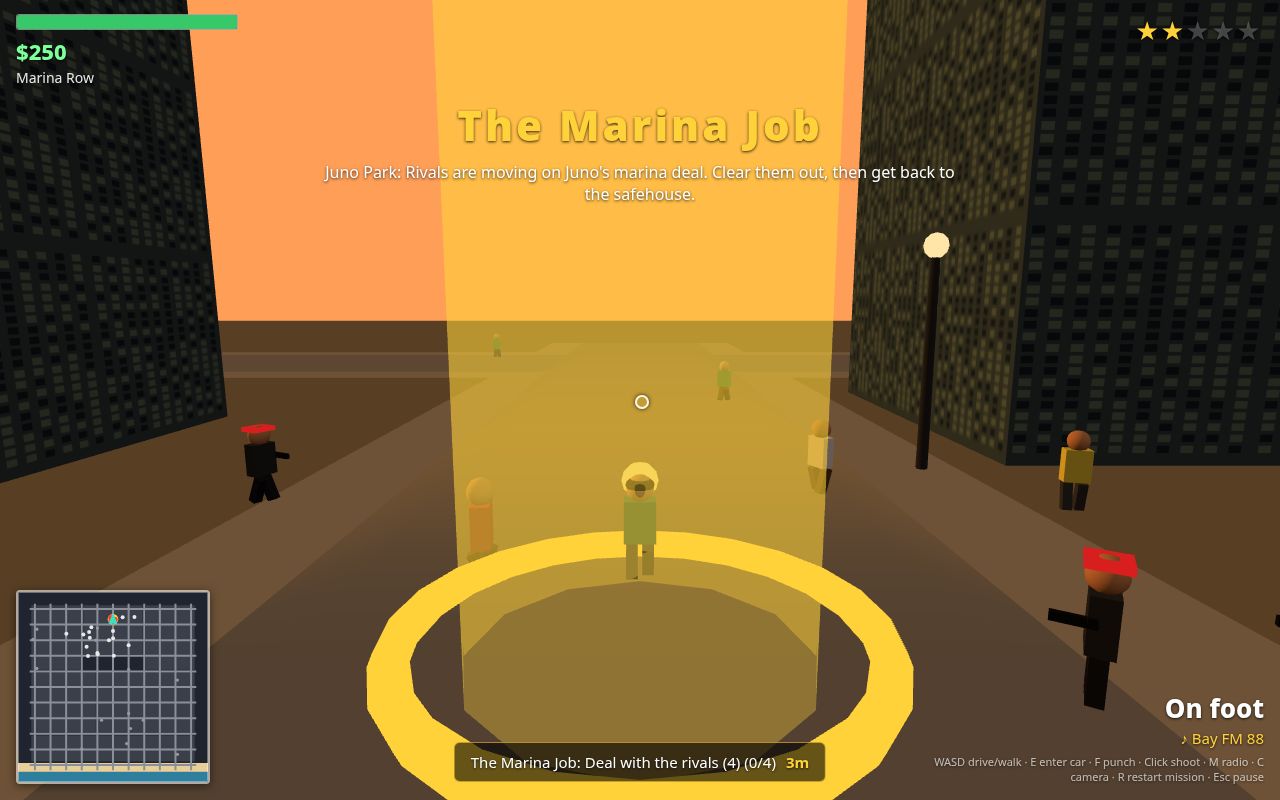 $250
Marina Row
The Marina Job
Juno Park: Rivals are moving on Juno's marina deal. Clear them out, then get back to
the safehouse.
The Marina Job: Deal with the rivals (4) (0/4) 3m
On foot
♪ Bay FM 88
WASD drive/walk · E enter car · F punch · Click shoot · M radio · C
camera · R restart mission · Esc pause